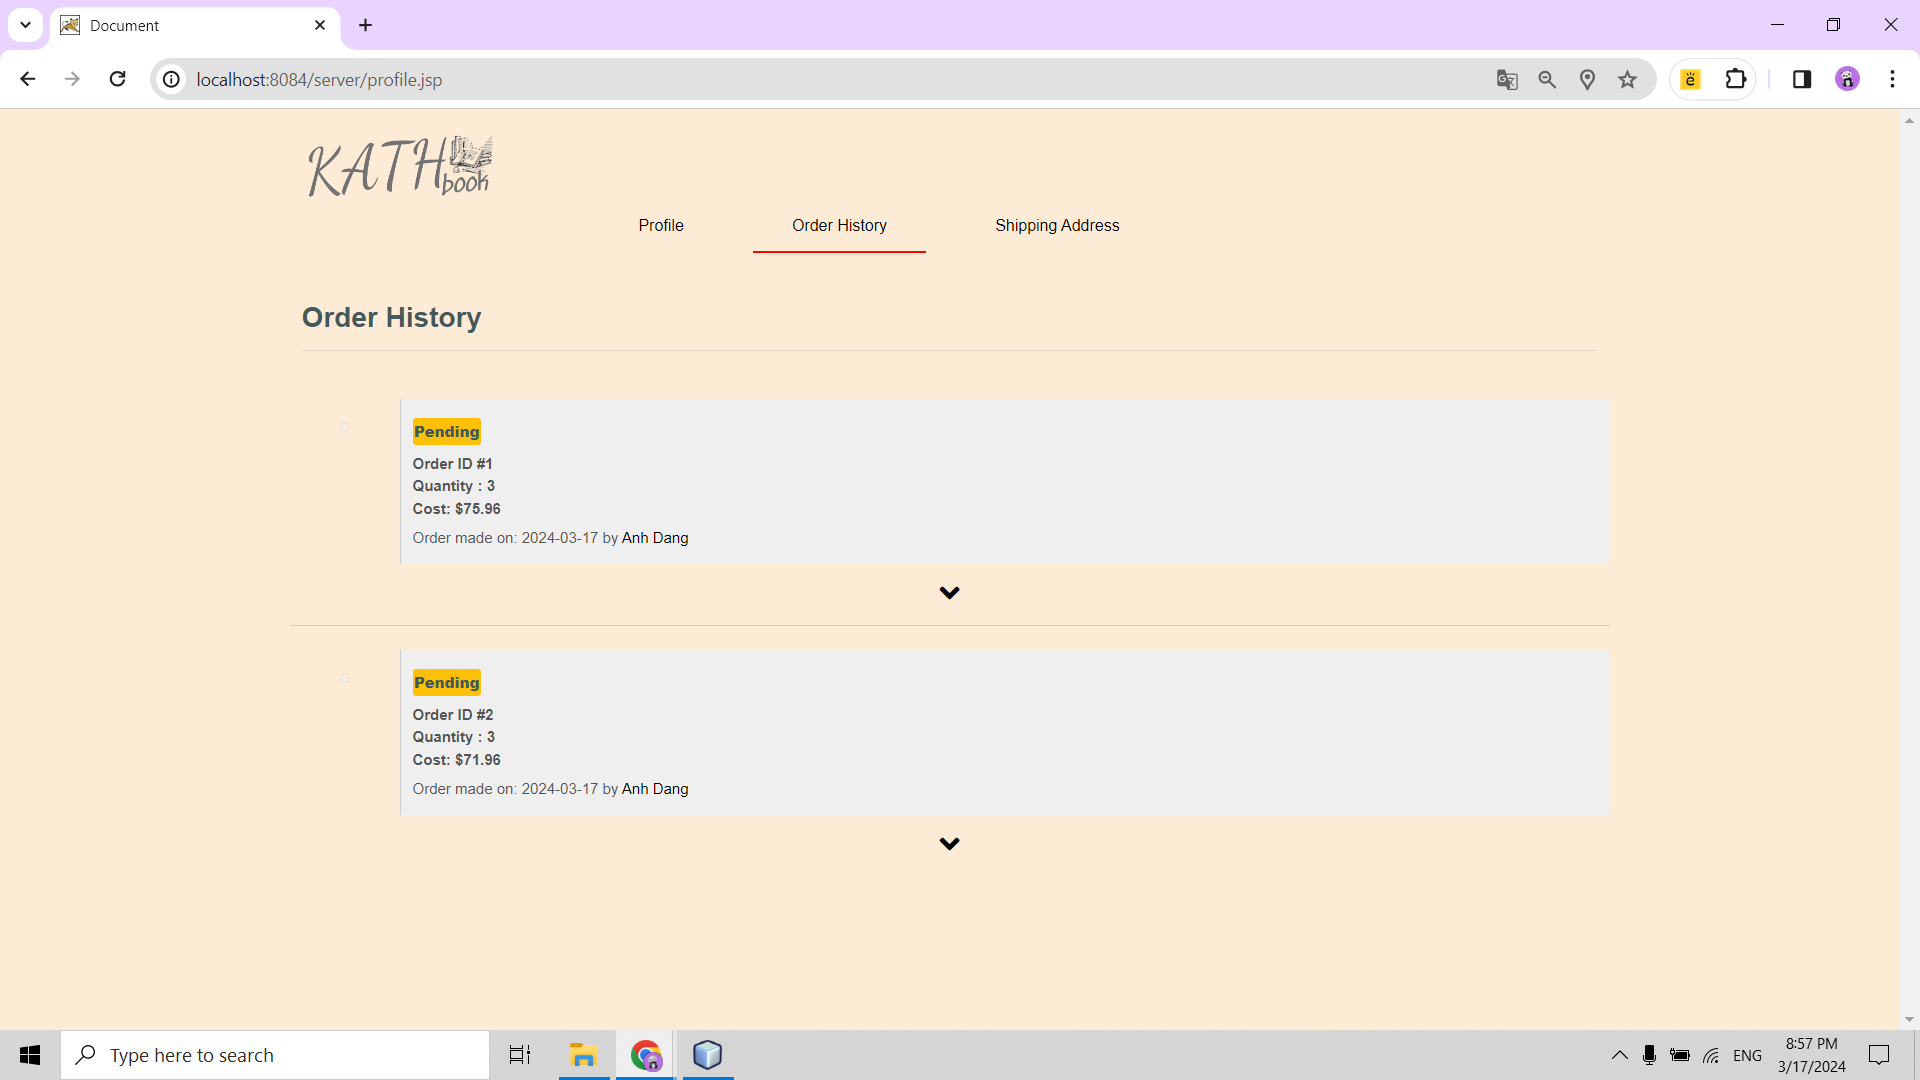 Document
localhost:8084/server/profile.jsp
KATH book
Profile
Order History
Shipping Address
Order History
Pending
Order ID #1
Quantity : 3
Cost: $75.96
Order made on: 2024-03-17 by Anh Dang
Pending
Order ID #2
Quantity : 3
Cost: $71.96
Order made on: 2024-03-17 by Anh Dang
Type here to search
ENG
8:57 PM
3/17/2024